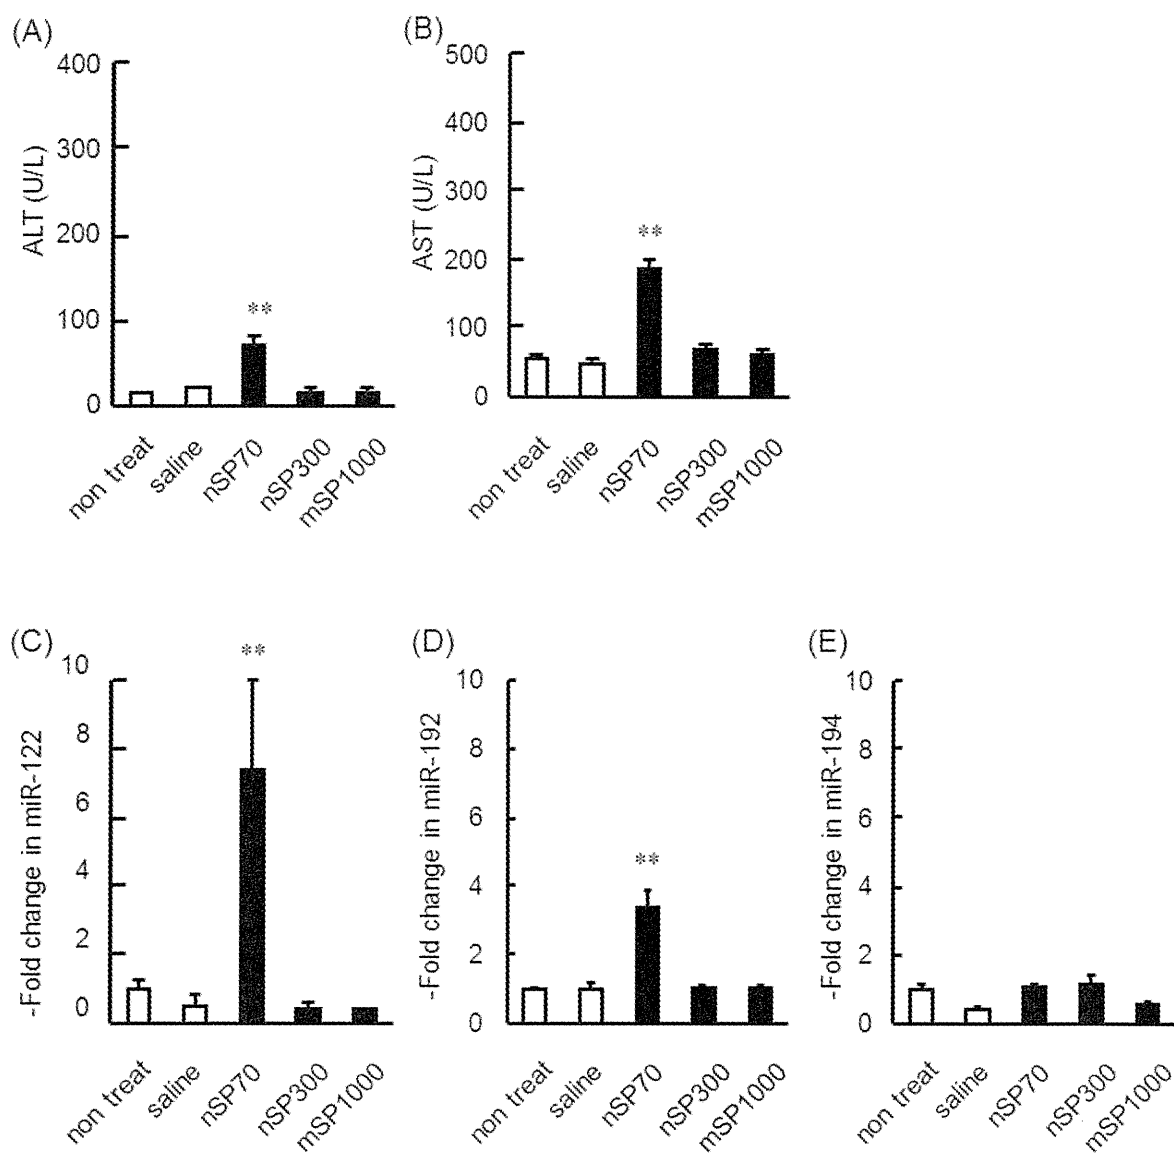 (A)
400
300
200
100
0
ALT (U/L)
**
non treat
saline
nSP70
nSP300
mSP1000
(B)
500
400
300
200
100
0
AST (U/L)
**
non treat
saline
nSP70
nSP300
mSP1000
(C)
10
8
6
4
2
0
-Fold change in miR-122
**
non treat
saline
nSP70
nSP300
mSP1000
(D)
10
8
6
4
2
0
-Fold change in miR-192
**
non treat
saline
nSP70
nSP300
mSP1000
(E)
10
8
6
4
2
0
-Fold change in miR-194
non treat
saline
nSP70
nSP300
mSP1000